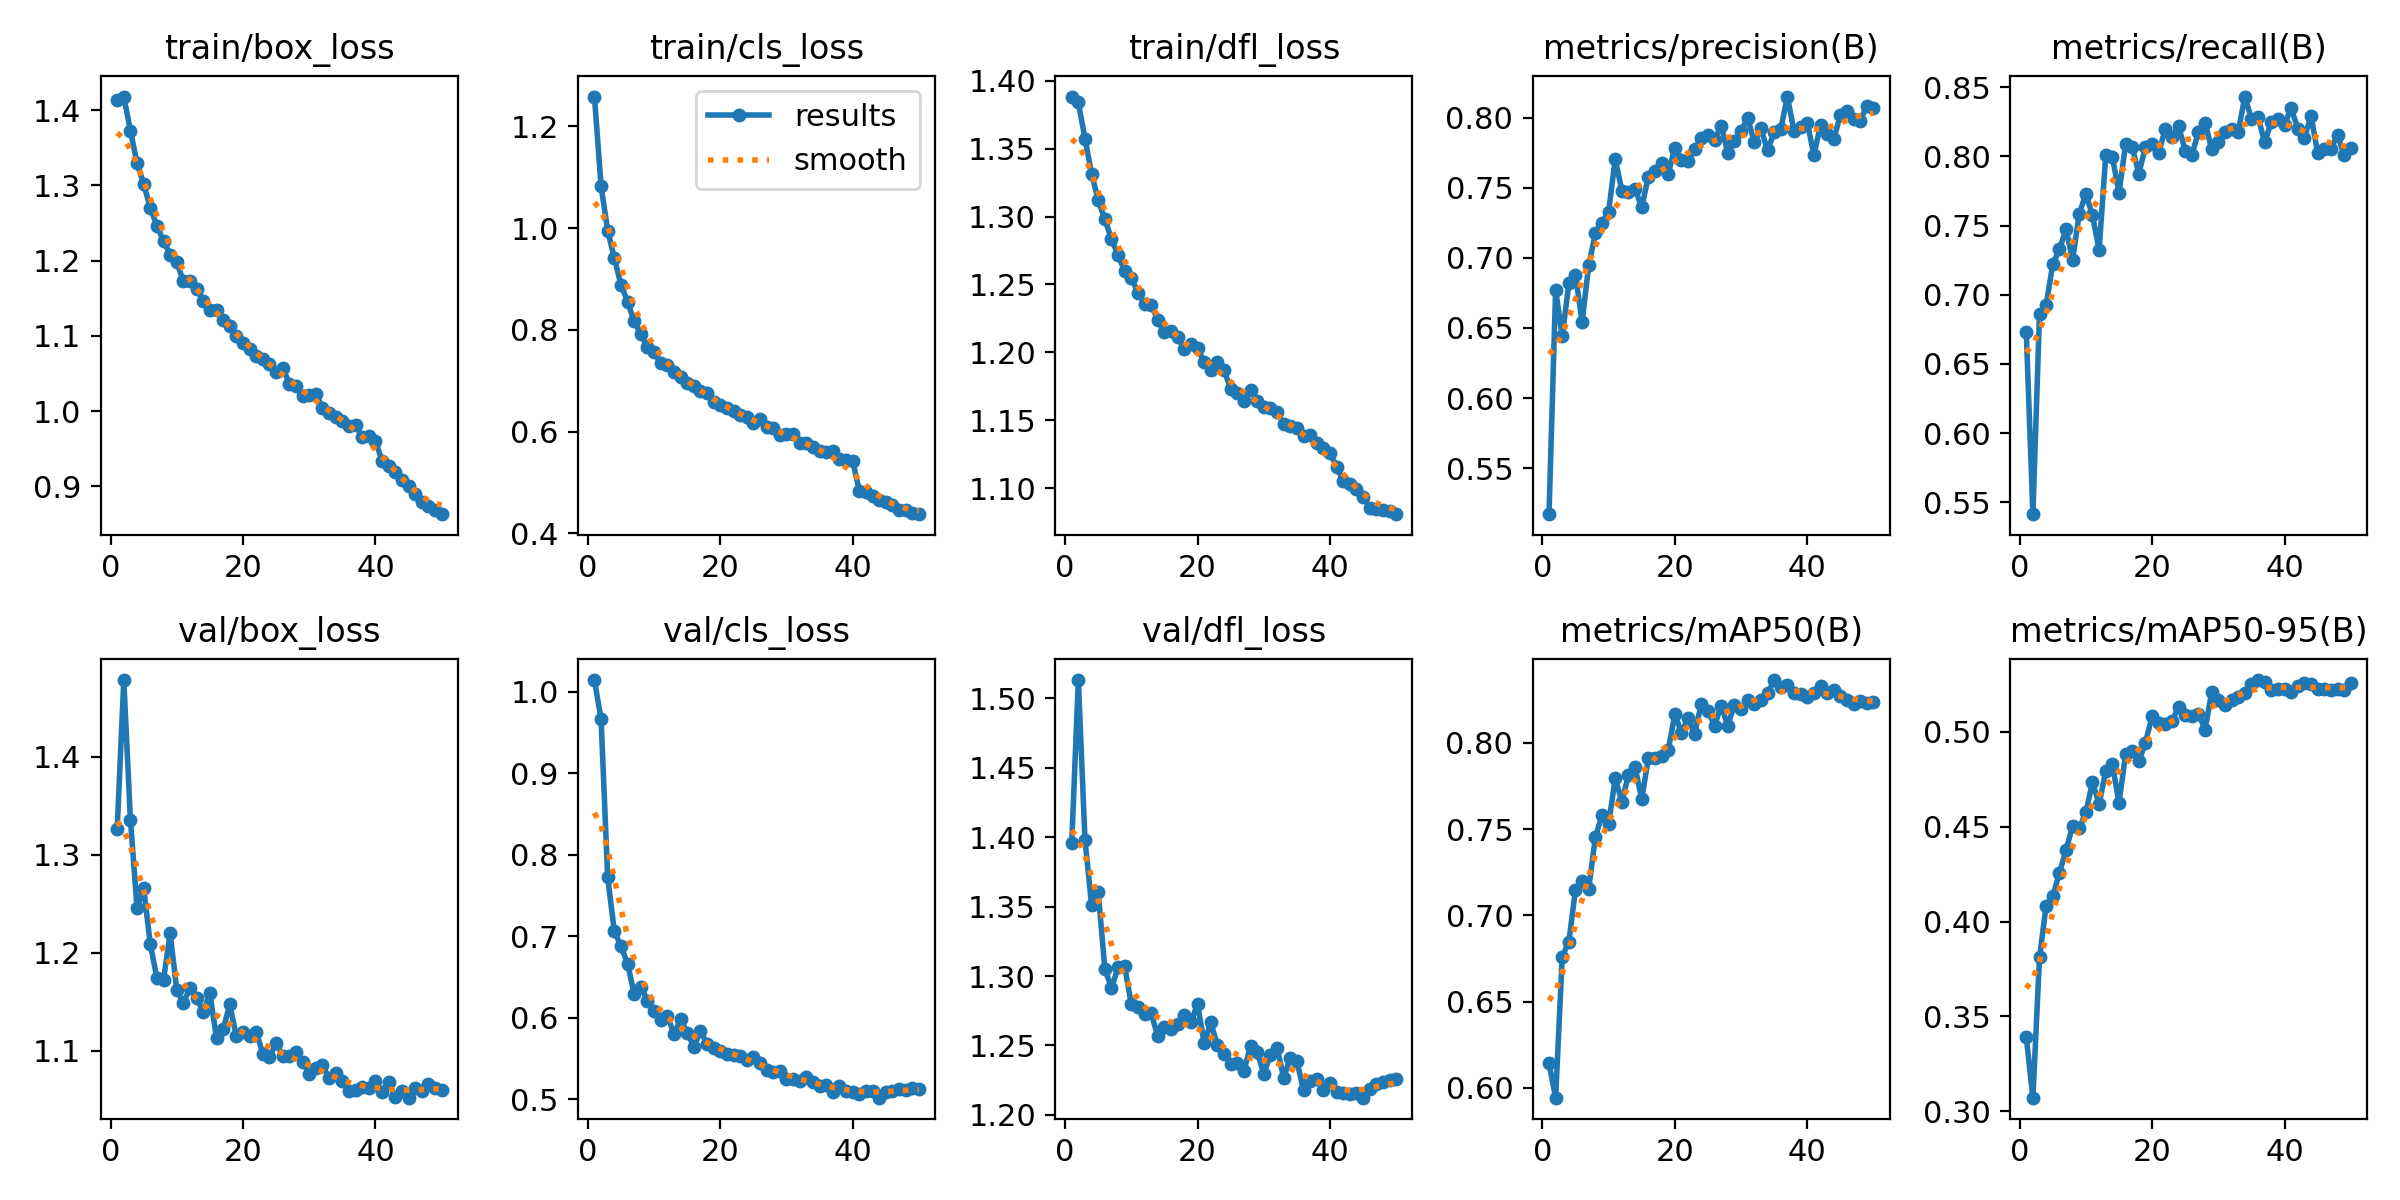 train/box_loss
1.4
1.3
1.2
1.1
1.0
0.9
0 20 40
train/cls_loss
results
smooth
1.2
1.0
0.8
0.6
0.4
0 20 40
train/dfl_loss
1.40
1.35
1.30
1.25
1.20
1.15
1.10
0 20 40
metrics/precision(B)
0.80
0.75
0.70
0.65
0.60
0.55
0 20 40
metrics/recall(B)
0.85
0.80
0.75
0.70
0.65
0.60
0.55
0 20 40
val/box_loss
1.4
1.3
1.2
1.1
0 20 40
val/cls_loss
1.0
0.9
0.8
0.7
0.6
0.5
0 20 40
val/dfl_loss
1.50
1.45
1.40
1.35
1.30
1.25
1.20
0 20 40
metrics/mAP50(B)
0.80
0.75
0.70
0.65
0.60
0 20 40
metrics/mAP50-95(B)
0.50
0.45
0.40
0.35
0.30
0 20 40